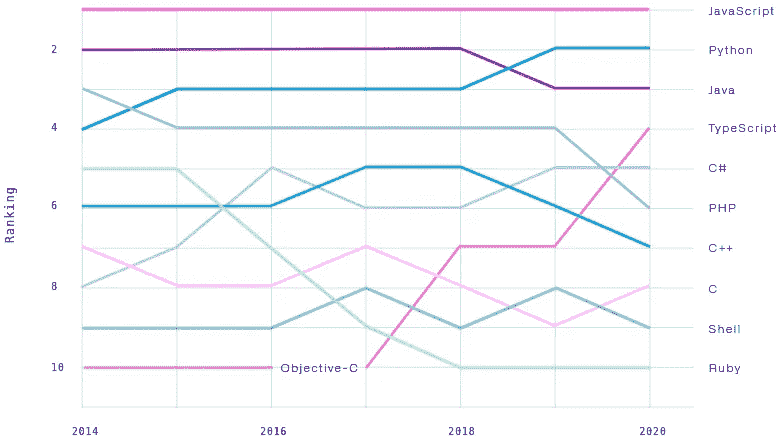 JavaScript
2
Python
Java
4
TypeScript
C#
Ranking
6
PHP
C++
8
C
Shell
10
Objective-C
Ruby
2014
2016
2018
2020